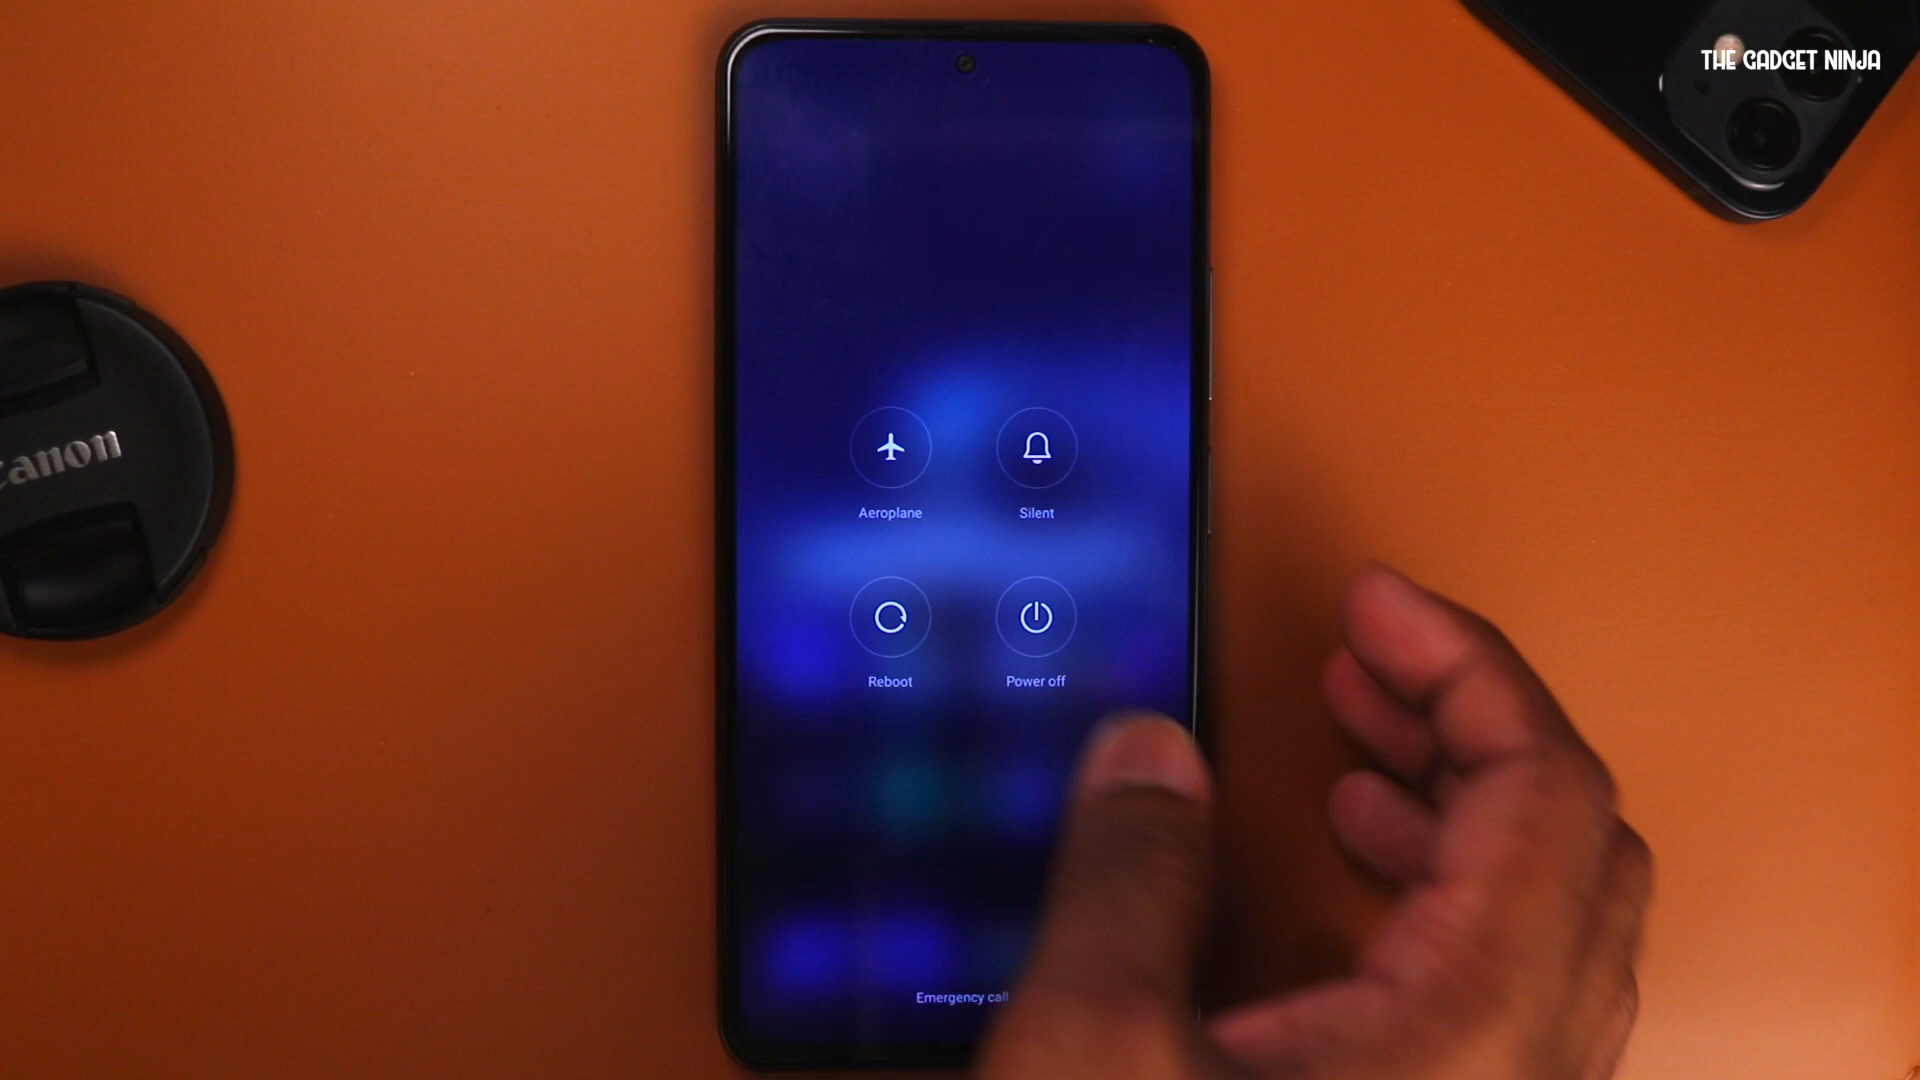 THE GADGET NINJA
canon
Aeroplane
Silent
Reboot
Power off
Emergency call